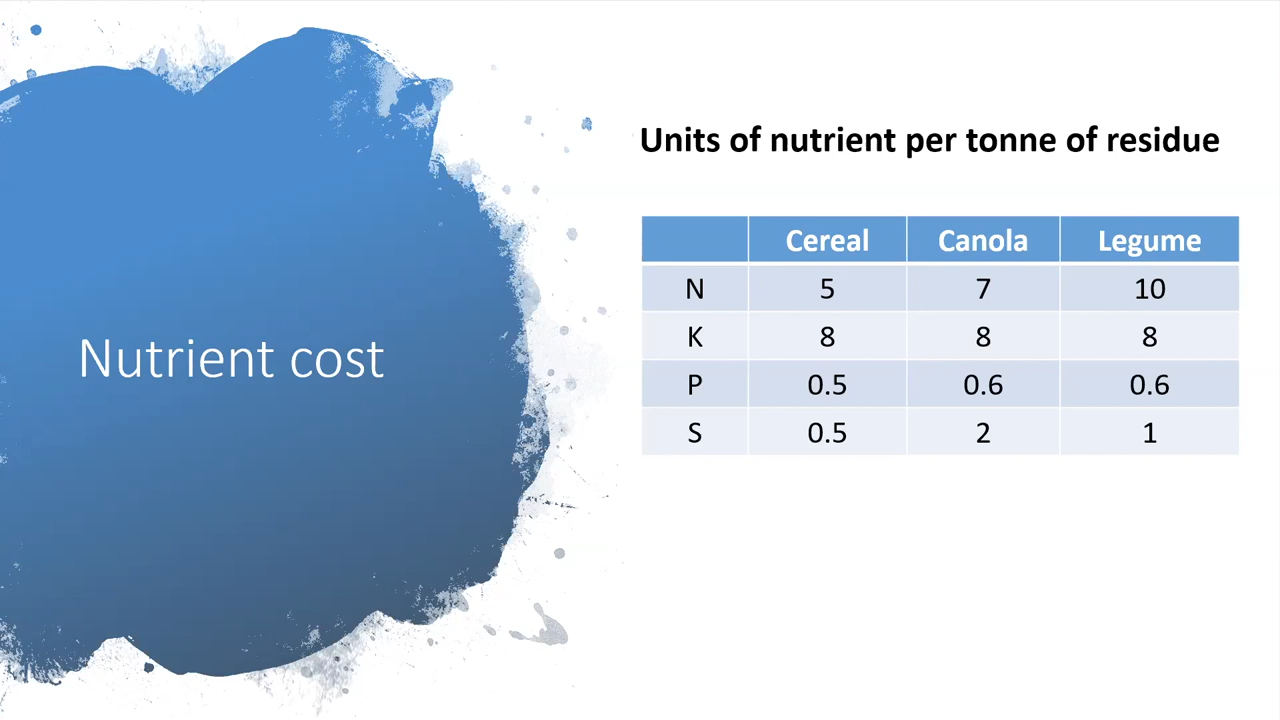 Nutrient cost
Units of nutrient per tonne of residue
Cereal Canola Legume
N 5 7 10
K 8 8 8
P 0.5 0.6 0.6
S 0.5 2 1